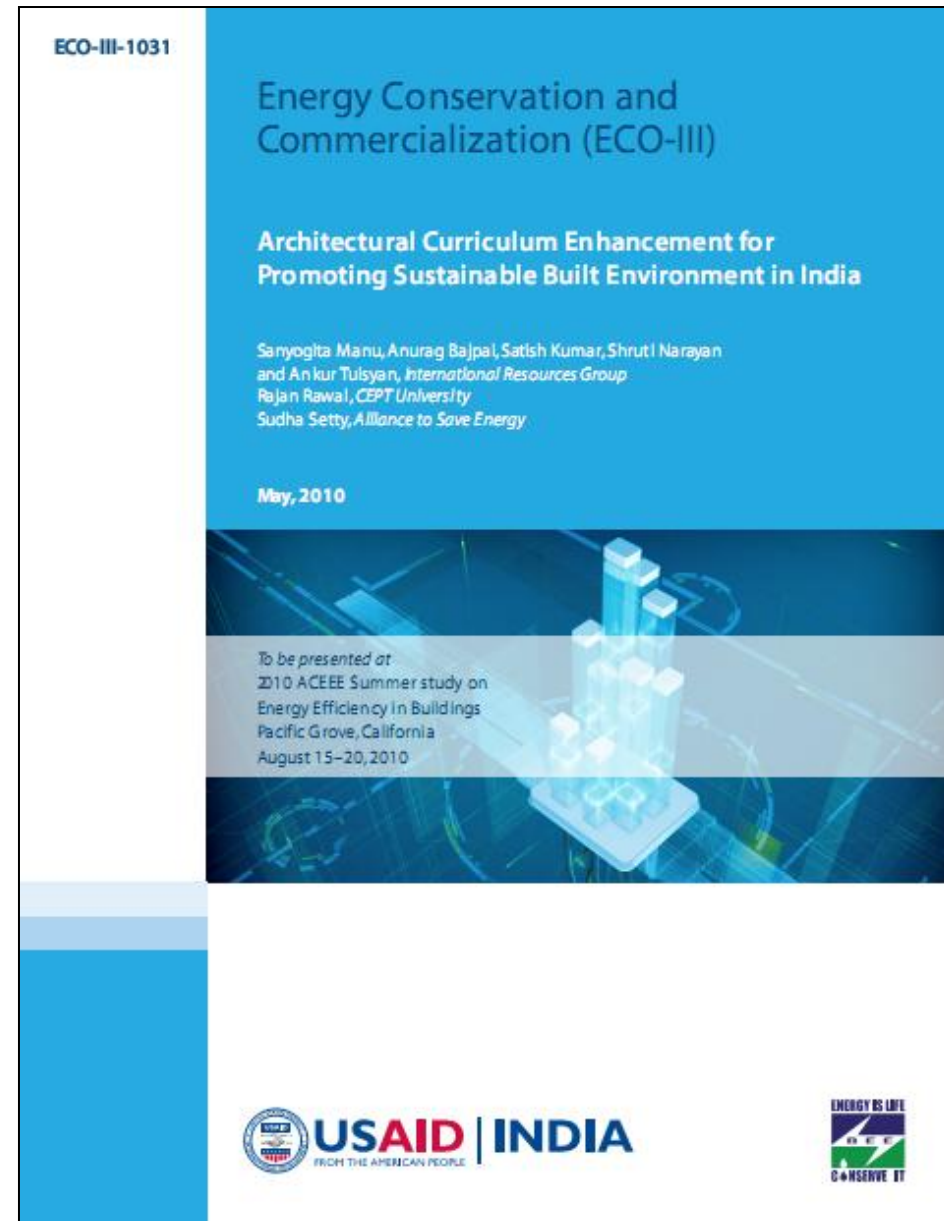 ECO-III-1031
Energy Conservation and
Commercialization (ECO-III)
Architectural Curriculum Enhancement for
Promoting Sustainable Built Environment in India
Sanyogita Manu, Anurag Bajpai, Satish Kumar, Shruti Narayan
and Ankur Tulsyan, International Resources Group
Rajan Rawal, CEPT University
Sudha Setty, Alliance to Save Energy
May, 2010
To be presented at
2010 ACEEE Summer study on
Energy Efficiency in Buildings
Pacific Grove, California
August 15–20, 2010
USAID
USAID | INDIA
FROM THE AMERICAN PEOPLE
ENERGY IS LIFE
BEE
CONSERVE IT